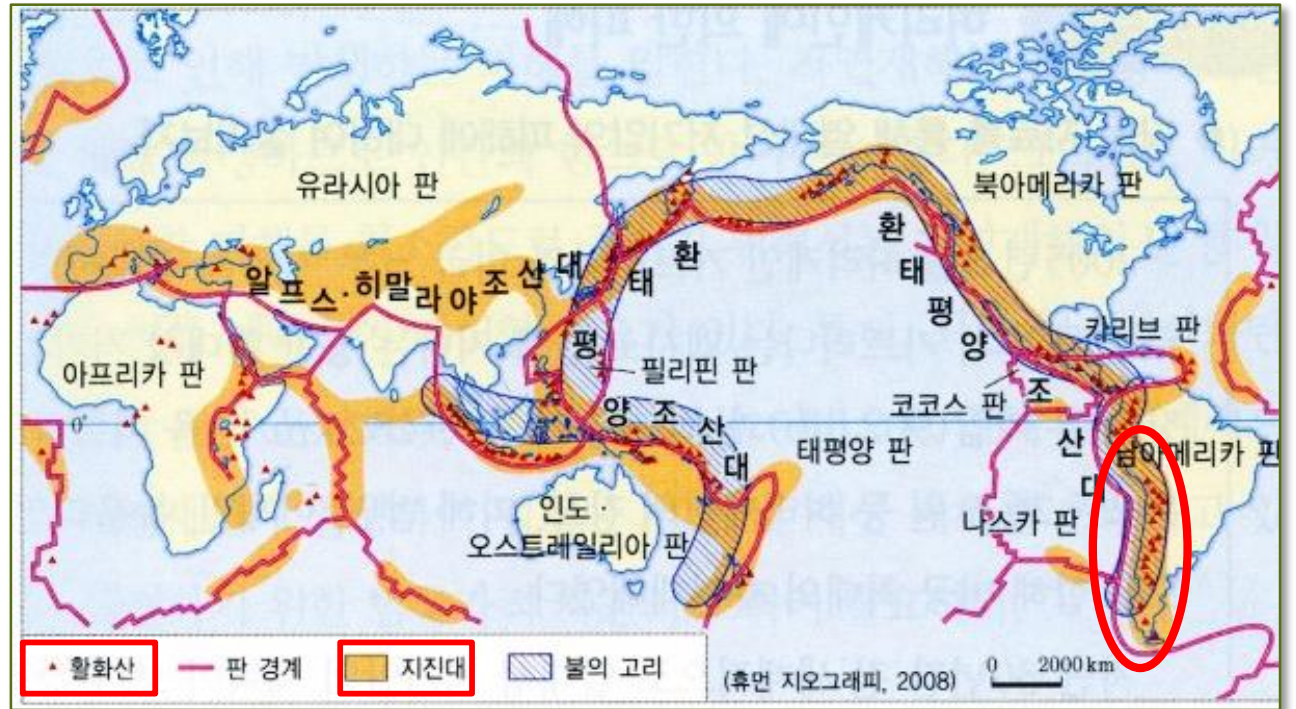 유라시아 판
북아메리카 판
알프스·히말라야 조산대
환태평양 조산대
환태평양 조산대
카리브 판
아프리카 판
필리핀 판
코코스 판
0°
태평양 판
남아메리카 판
인도·
오스트레일리아 판
나스카 판
활화산 판 경계 지진대 불의 고리 (휴먼 지오그래피, 2008) 0 2000km